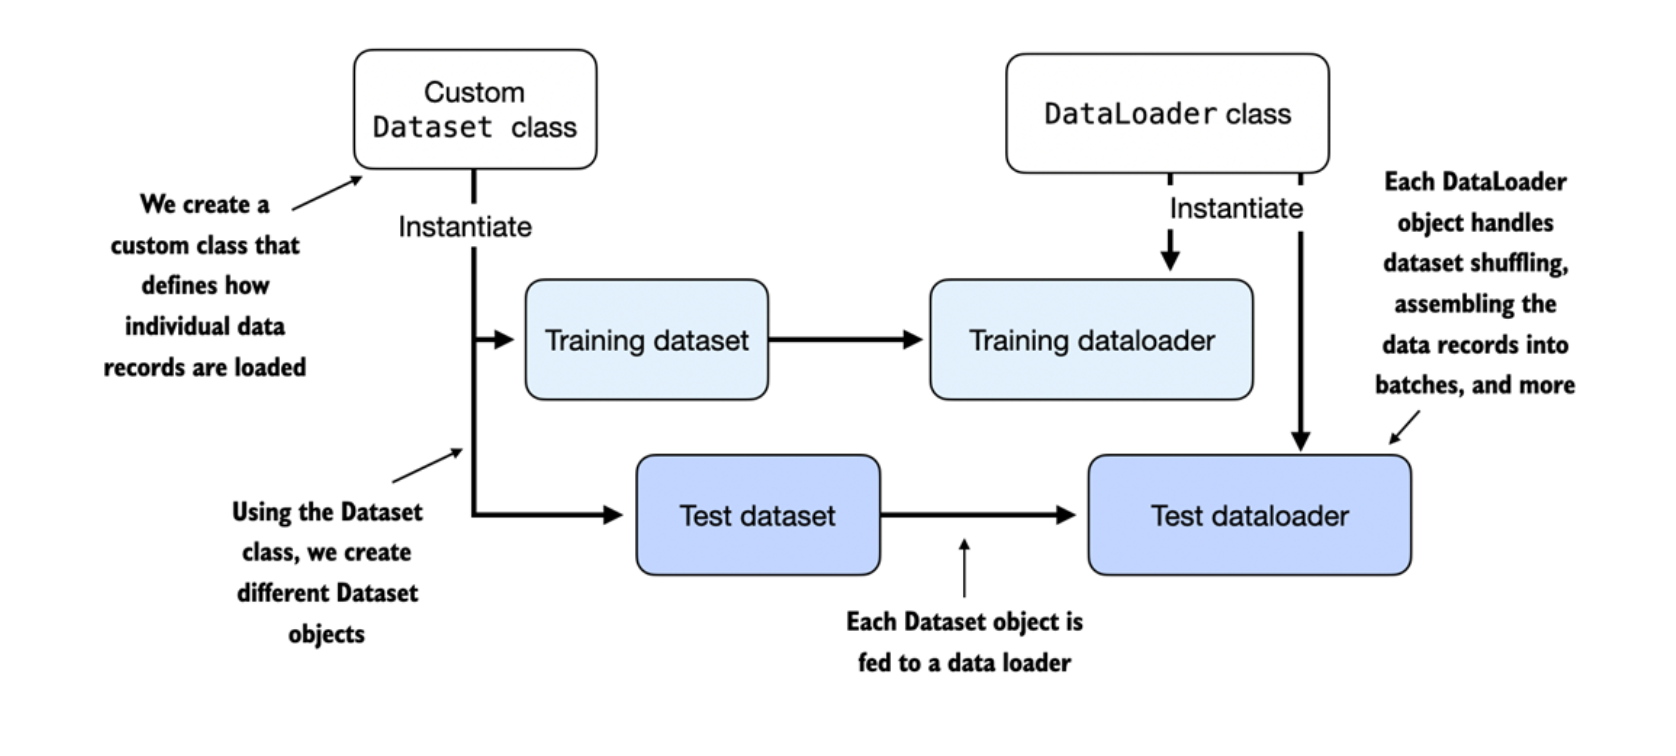 Custom
Dataset class
DataLoader class
We create a
custom class that
defines how
individual data
records are loaded
Instantiate
Instantiate
Each DataLoader
object handles
dataset shuffling,
assembling the
data records into
batches, and more
Training dataset
Training dataloader
Using the Dataset
class, we create
different Dataset
objects
Test dataset
Test dataloader
Each Dataset object is
fed to a data loader